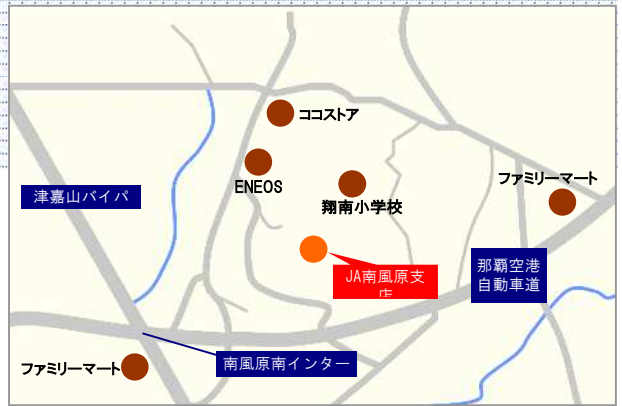 ココストア
ENEOS
翔南小学校
ファミリーマート
津嘉山バイパ
JA南風原支
店
那覇空港
自動車道
南風原南インター
ファミリーマート